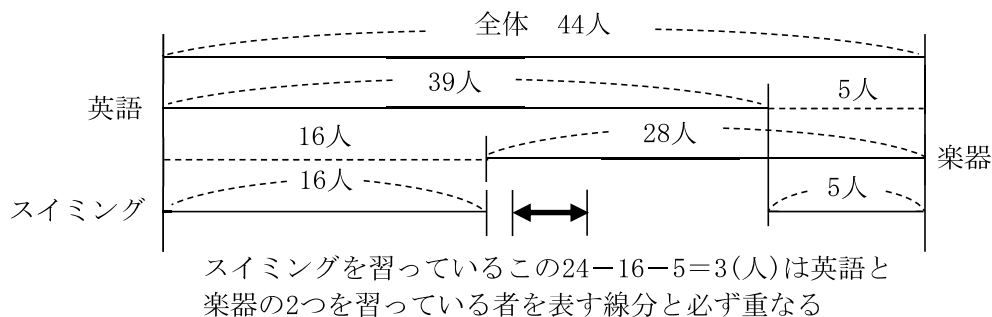 全体 44人
39人
英語
5人
16人
28人
楽器
16人
スイミング
5人
スイミングを習っているこの24－16－5＝3(人)は英語と
楽器の2つを習っている者を表す線分と必ず重なる